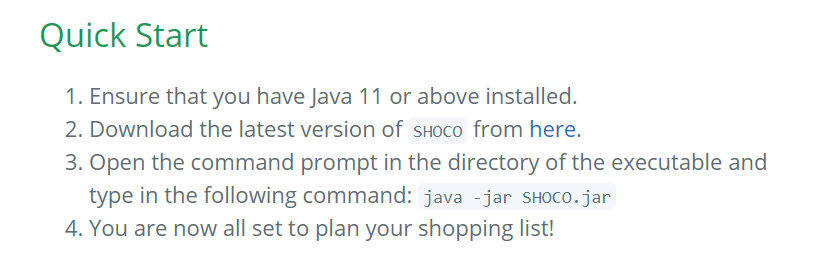 Quick Start
1. Ensure that you have Java 11 or above installed.
2. Download the latest version of SHOCO from here.
3. Open the command prompt in the directory of the executable and
type in the following command: java -jar SHOCO.jar
4. You are now all set to plan your shopping list!